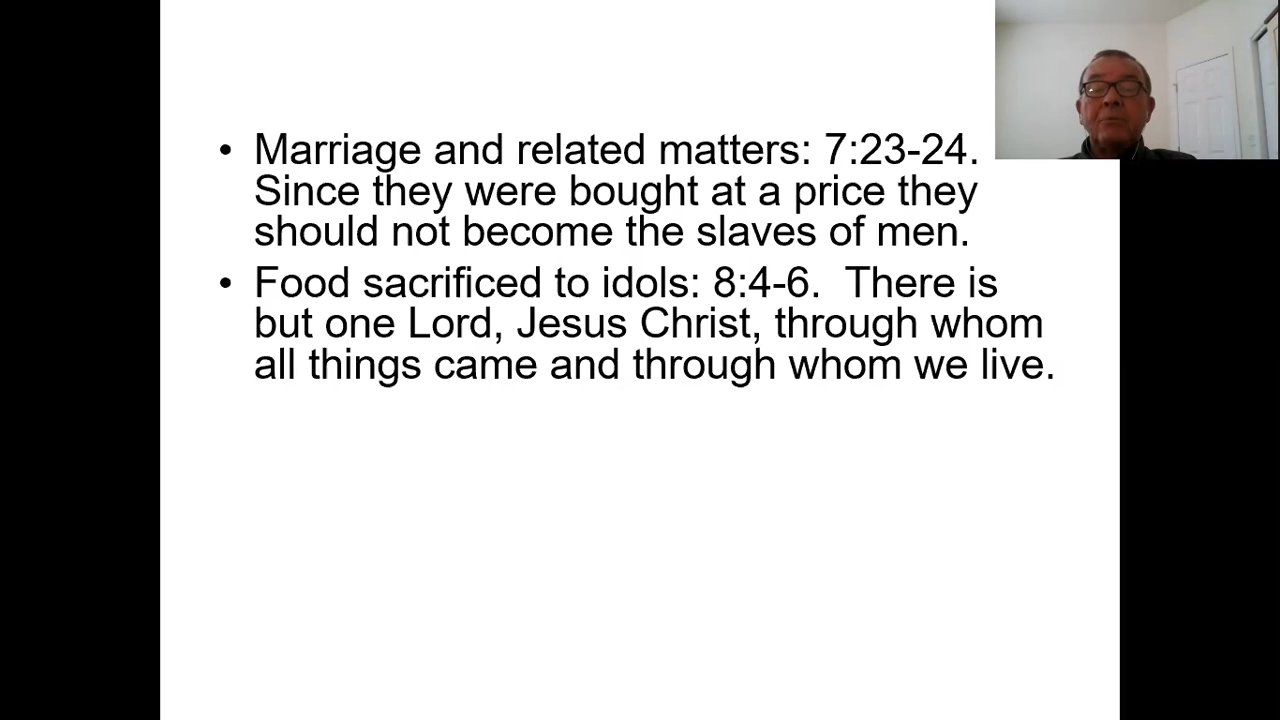 • Marriage and related matters: 7:23-24.
Since they were bought at a price they
should not become the slaves of men.
• Food sacrificed to idols: 8:4-6.  There is
but one Lord, Jesus Christ, through whom
all things came and through whom we live.